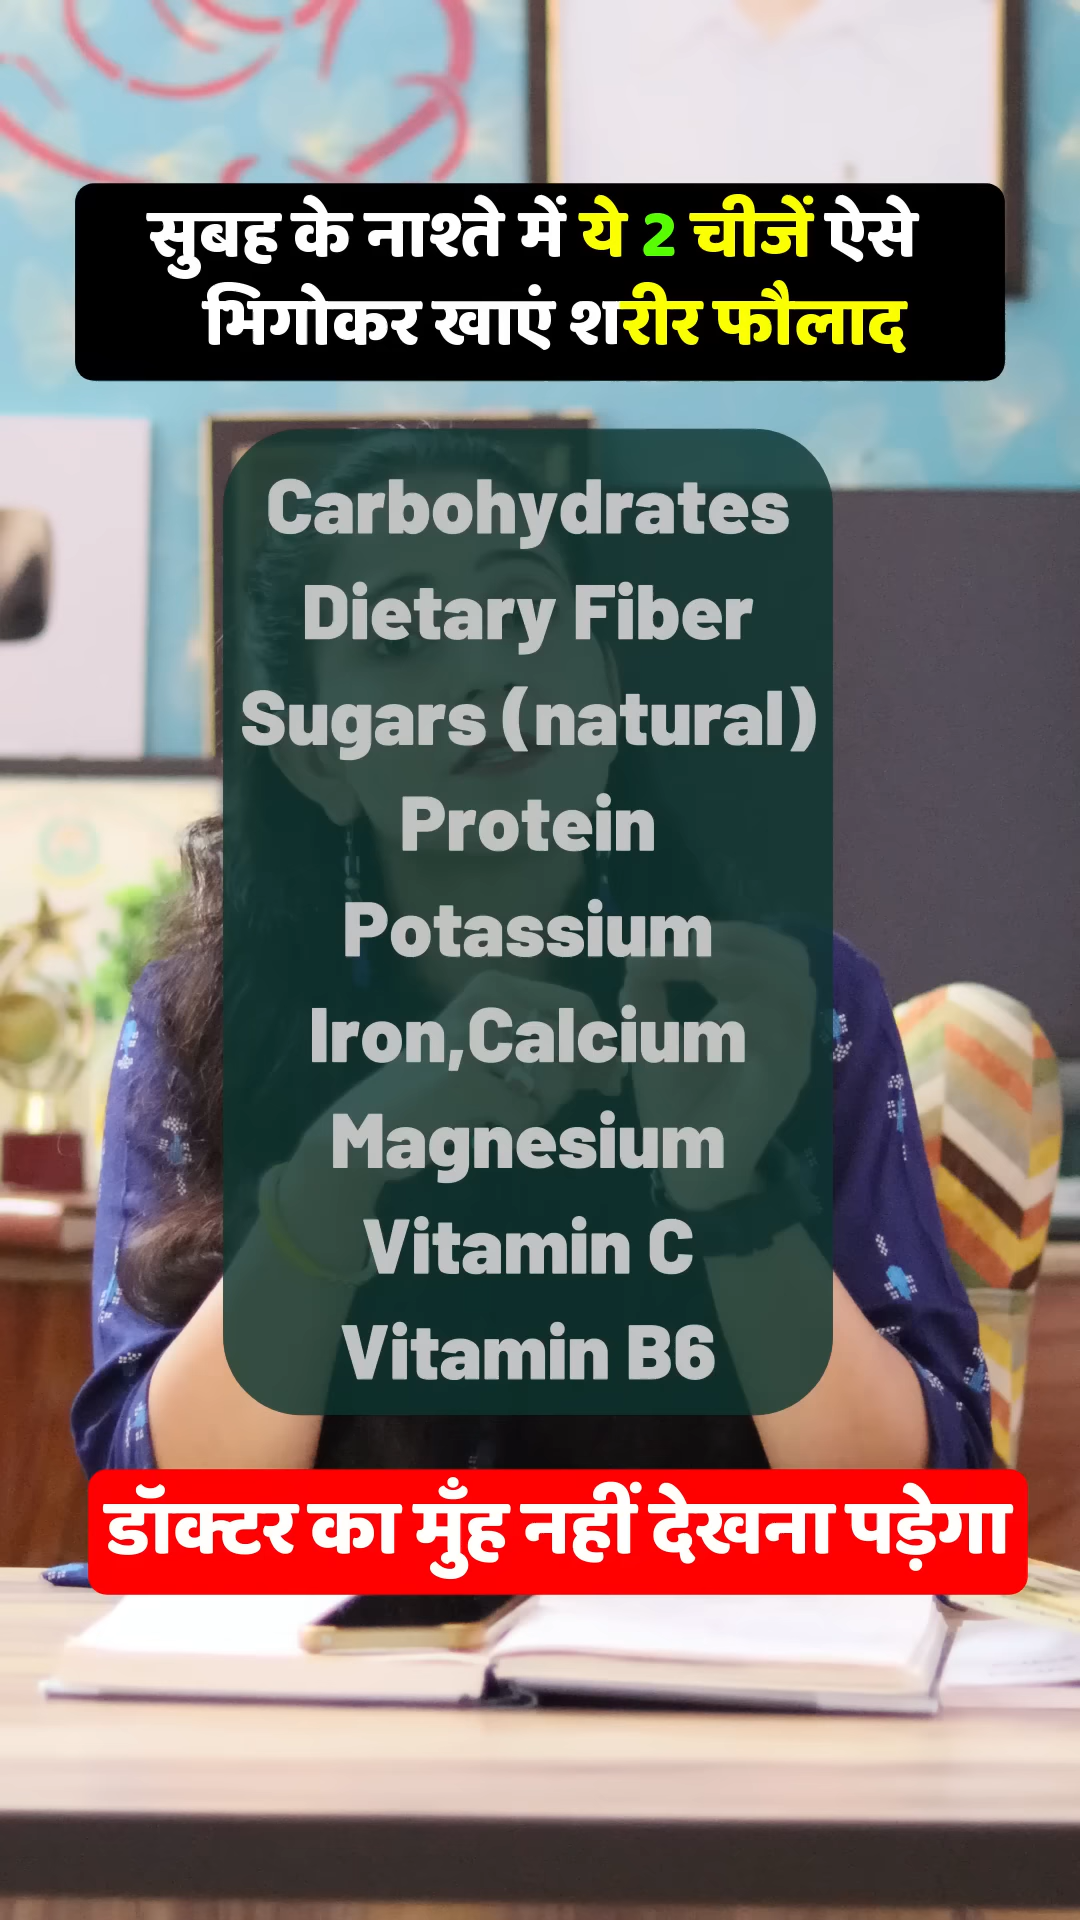 सुबह के नाश्ते में ये 2 चीजें ऐसे
भिगोकर खाएं शरीर फौलाद
Carbohydrates
Dietary Fiber
Sugars (natural)
Protein
Potassium
Iron,Calcium
Magnesium
Vitamin C
Vitamin B6
डॉक्टर का मुँह नहीं देखना पड़ेगा